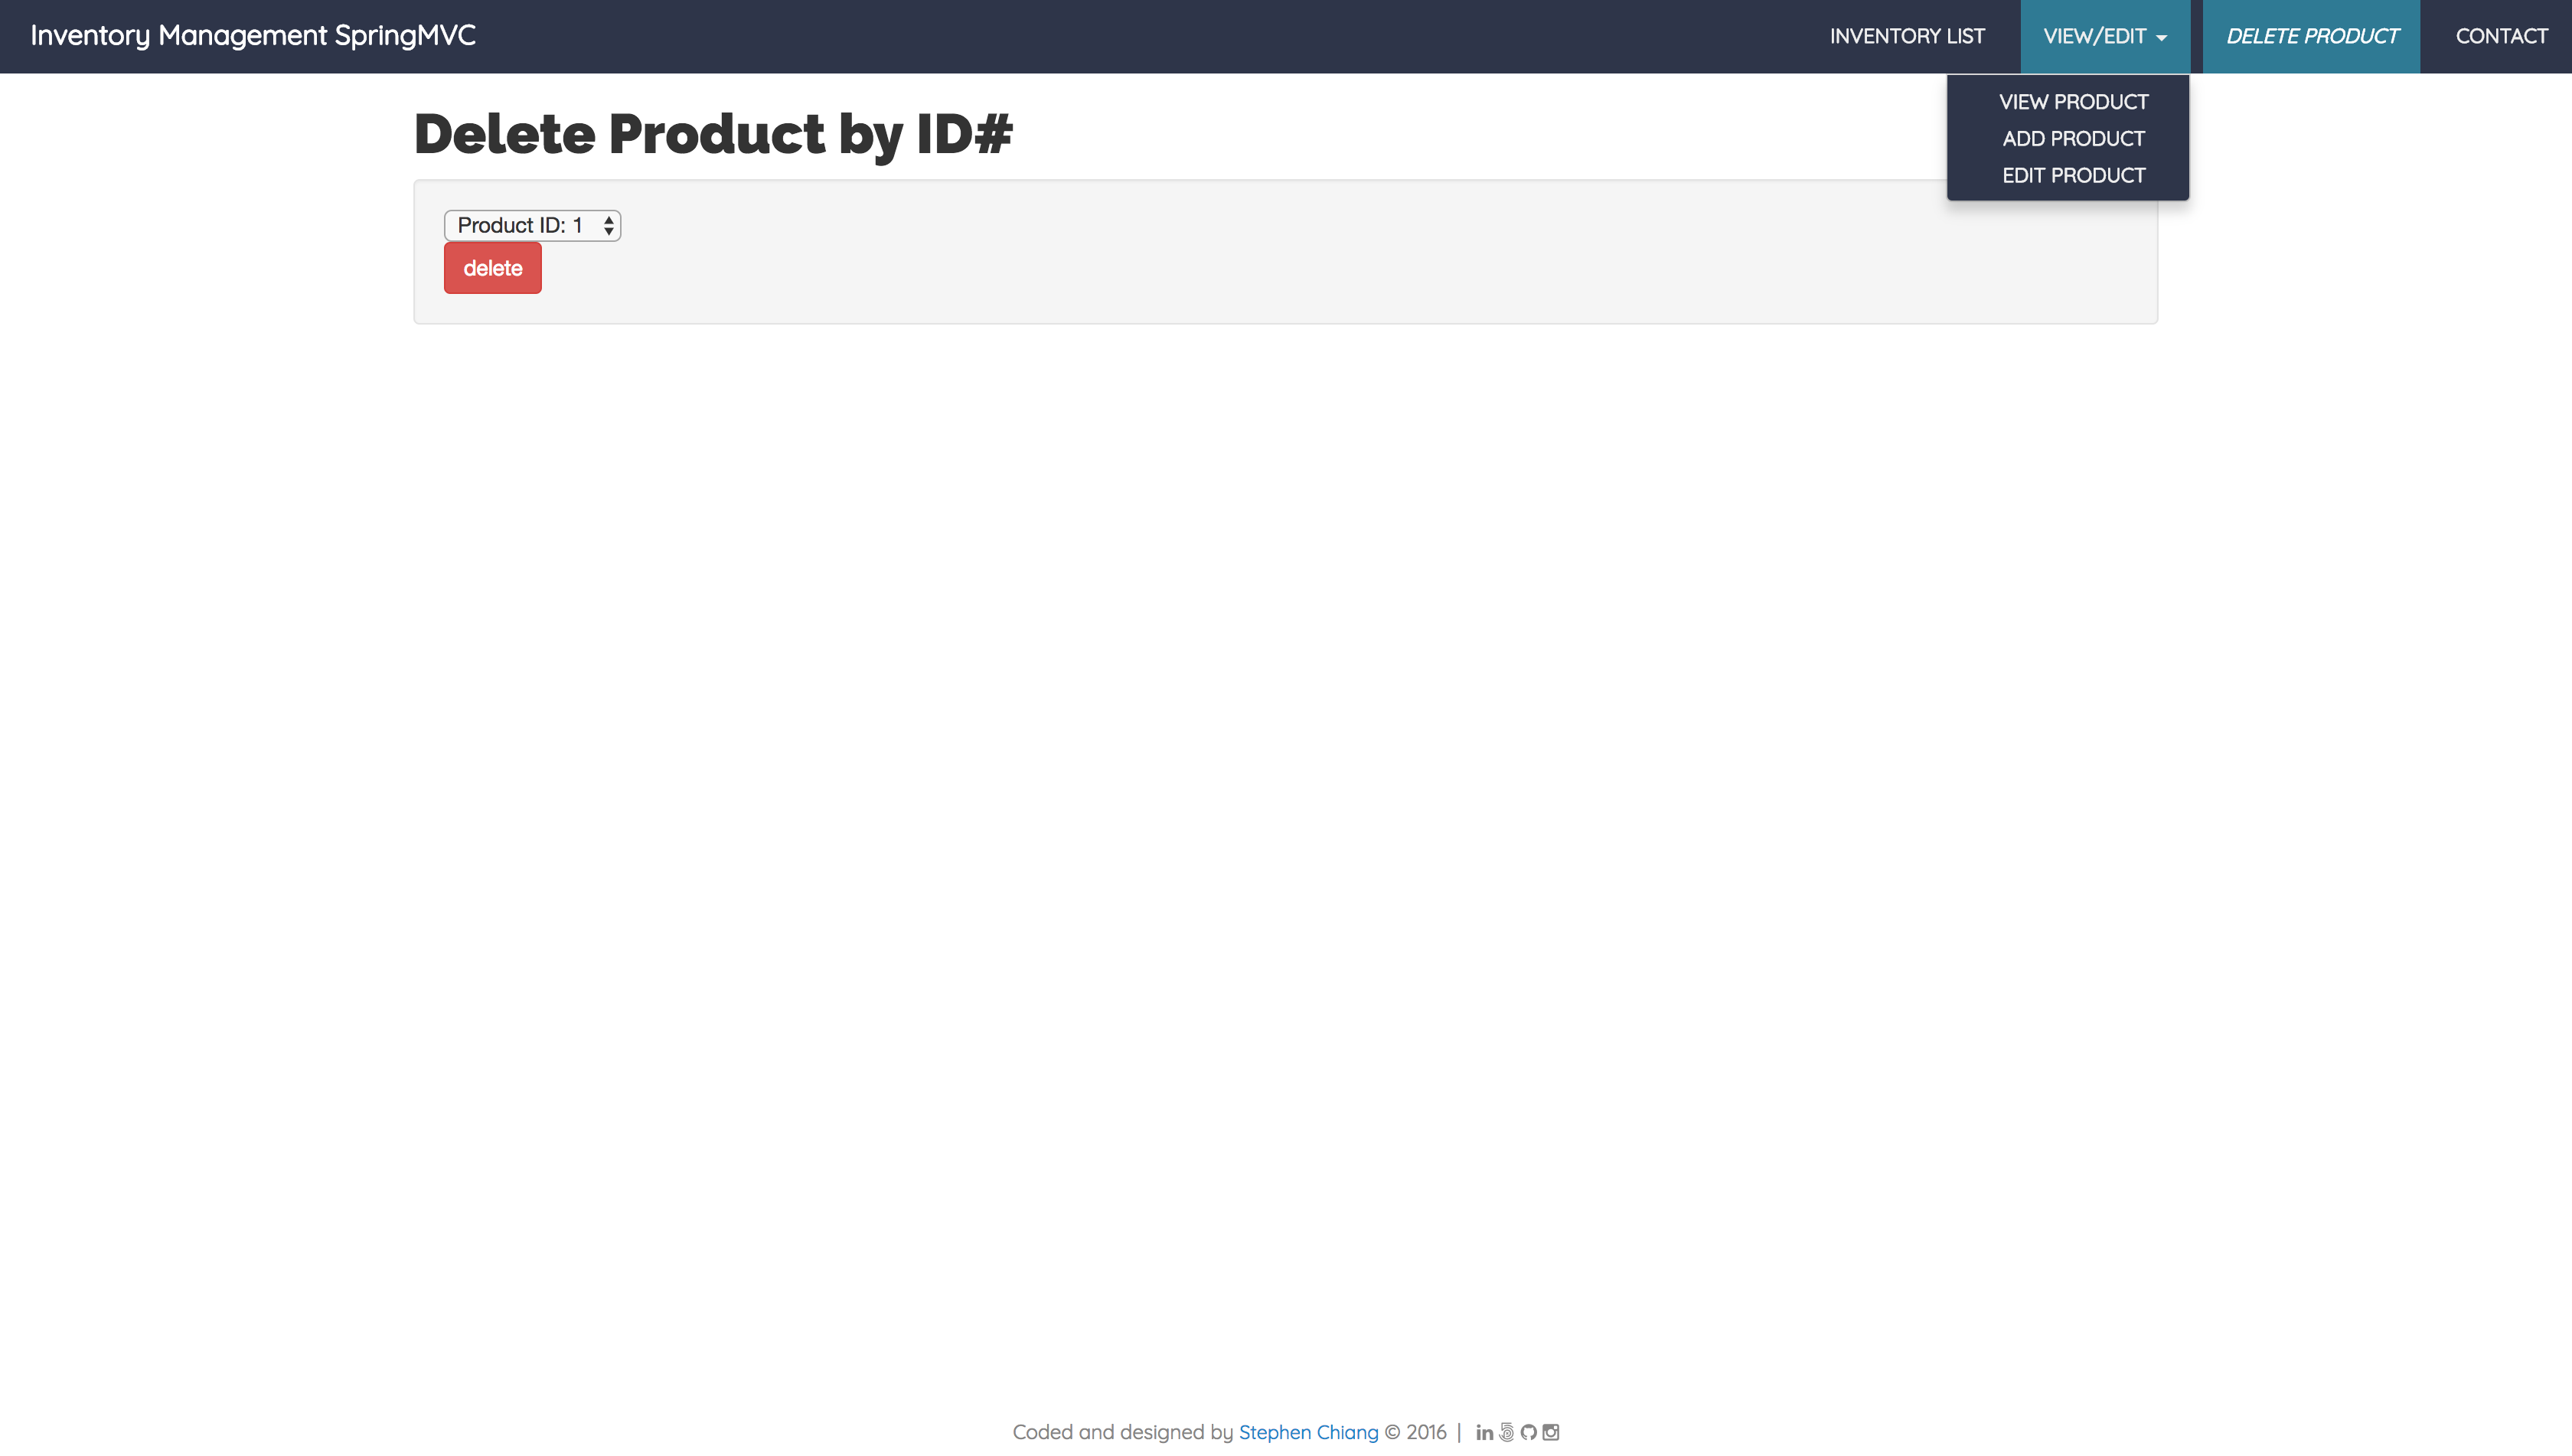 Inventory Management SpringMVC
INVENTORY LIST
VIEW/EDIT
DELETE PRODUCT
CONTACT
VIEW PRODUCT
ADD PRODUCT
EDIT PRODUCT
Delete Product by ID#
Product ID: 1
delete
Coded and designed by Stephen Chiang © 2016 |